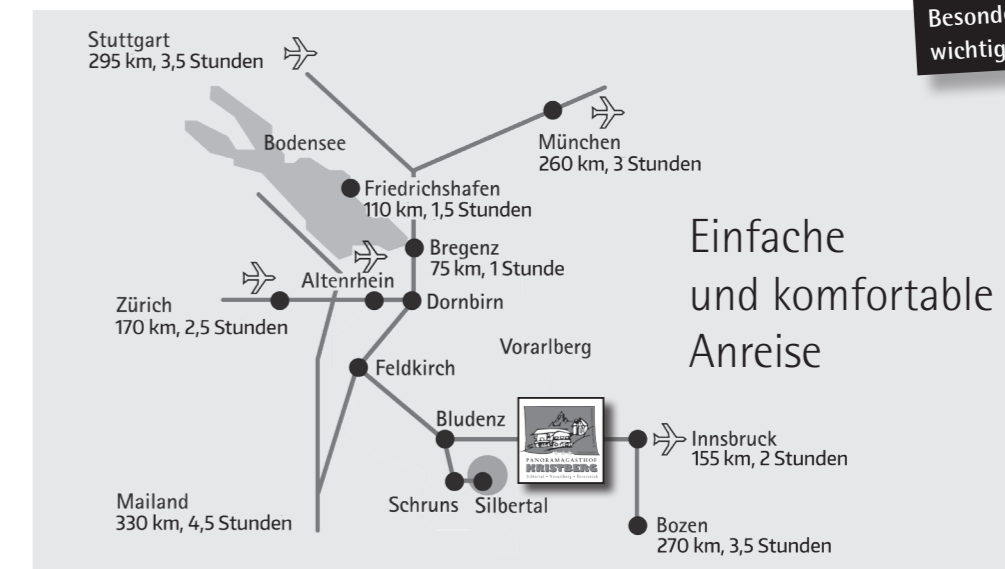 Besonde
wichtig
Stuttgart
295 km, 3,5 Stunden
Bodensee
München
260 km, 3 Stunden
Friedrichshafen
110 km, 1,5 Stunden
Einfache
und komfortable
Anreise
Bregenz
75 km, 1 Stunde
Altenrhein
Zürich
170 km, 2,5 Stunden
Dornbirn
Vorarlberg
Feldkirch
Bludenz
PANORAMAGASTHOF
KRISTBERG
Silbertal • Vorarlberg • Österreich
Innsbruck
155 km, 2 Stunden
Schruns
Silbertal
Mailand
330 km, 4,5 Stunden
Bozen
270 km, 3,5 Stunden